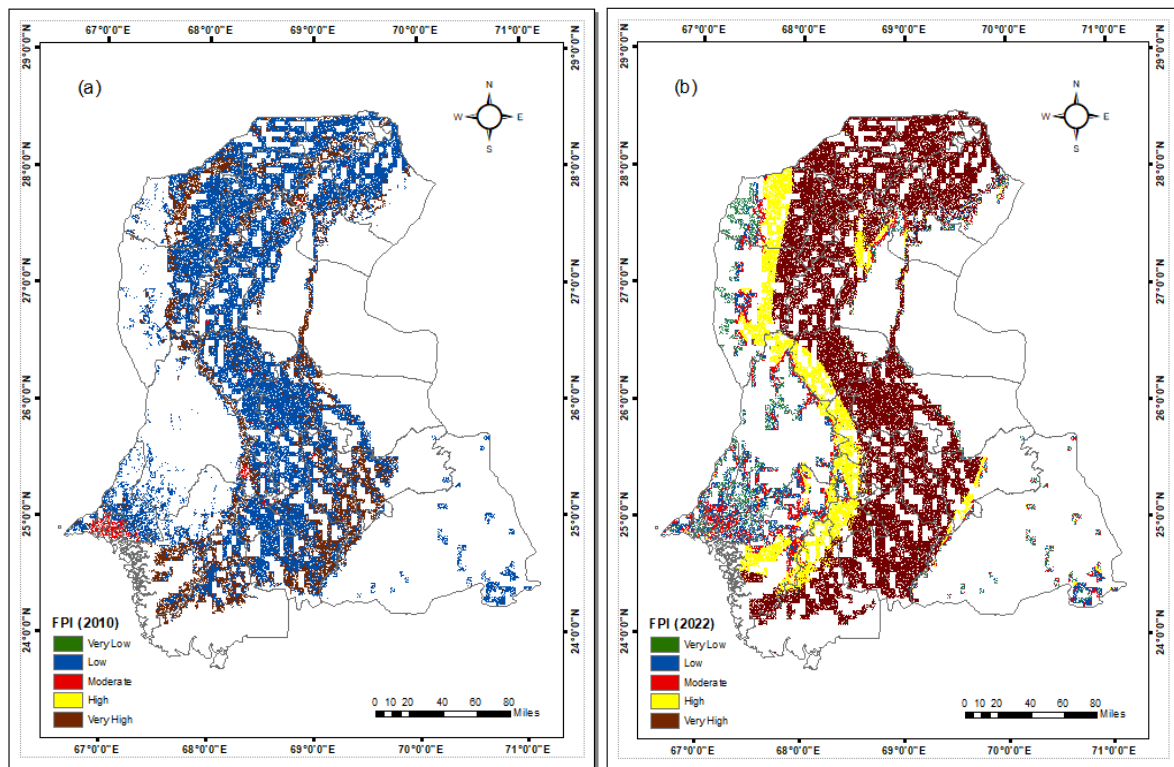 67°0'0"E 68°0'0"E 69°0'0"E 70°0'0"E 71°0'0"E
(a)
N
W E
S
29°0'0"N
28°0'0"N
27°0'0"N
26°0'0"N
25°0'0"N
24°0'0"N
29°0'0"N
28°0'0"N
27°0'0"N
26°0'0"N
25°0'0"N
24°0'0"N
FPI (2010)
Very Low
Low
Moderate
High
Very High
0 10 20 40 60 80
Miles
67°0'0"E 68°0'0"E 69°0'0"E 70°0'0"E 71°0'0"E
67°0'0"E 68°0'0"E 69°0'0"E 70°0'0"E 71°0'0"E
(b)
N
W E
S
29°0'0"N
28°0'0"N
27°0'0"N
26°0'0"N
25°0'0"N
24°0'0"N
29°0'0"N
28°0'0"N
27°0'0"N
26°0'0"N
25°0'0"N
24°0'0"N
FPI (2022)
Very Low
Low
Moderate
High
Very High
0 10 20 40 60 80
Miles
67°0'0"E 68°0'0"E 69°0'0"E 70°0'0"E 71°0'0"E